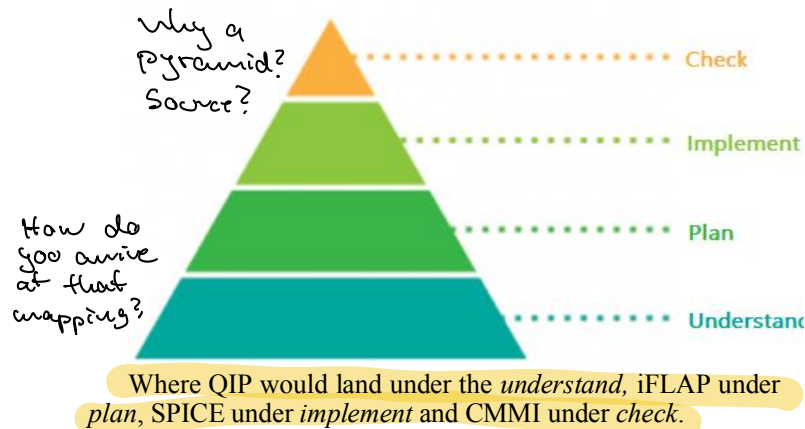 Why a
pyramid?
Source?
Check
Implement
How do
you arrive
at that
mapping?
Plan
Understand
Where QIP would land under the understand, iFLAP under
plan, SPICE under implement and CMMI under check.